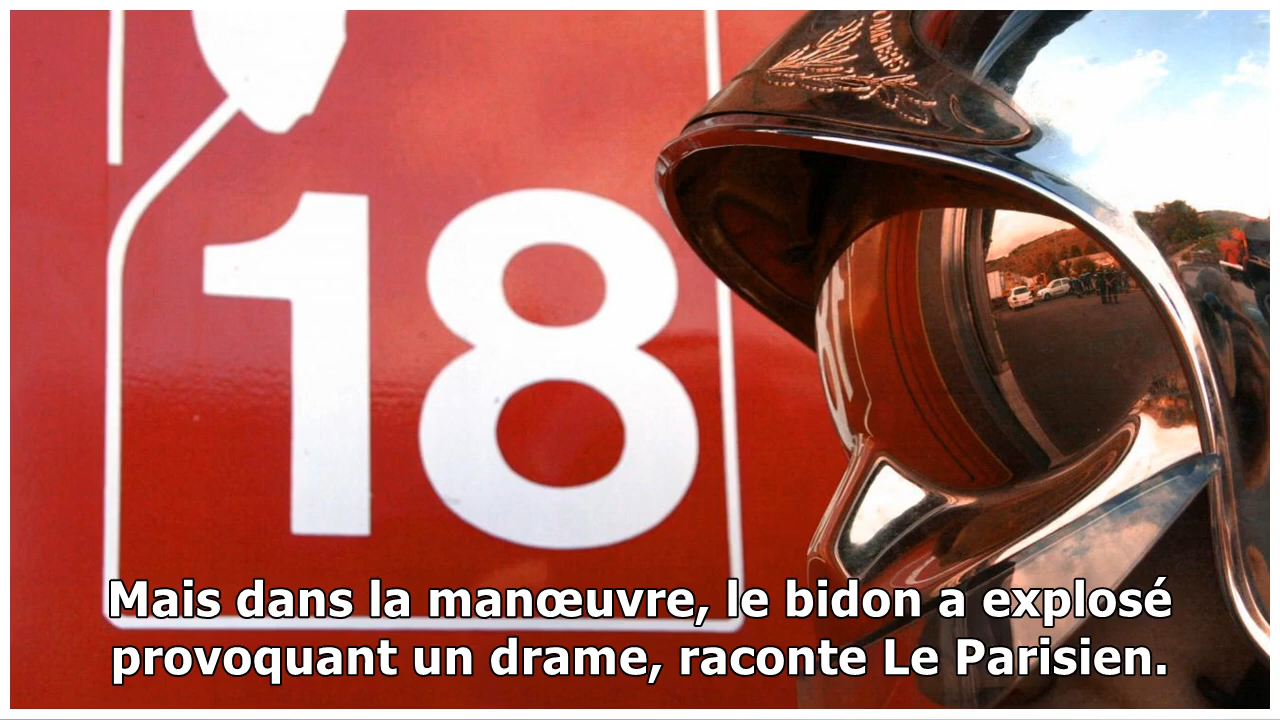 18
Mais dans la manœuvre, le bidon a explosé
provoquant un drame, raconte Le Parisien.